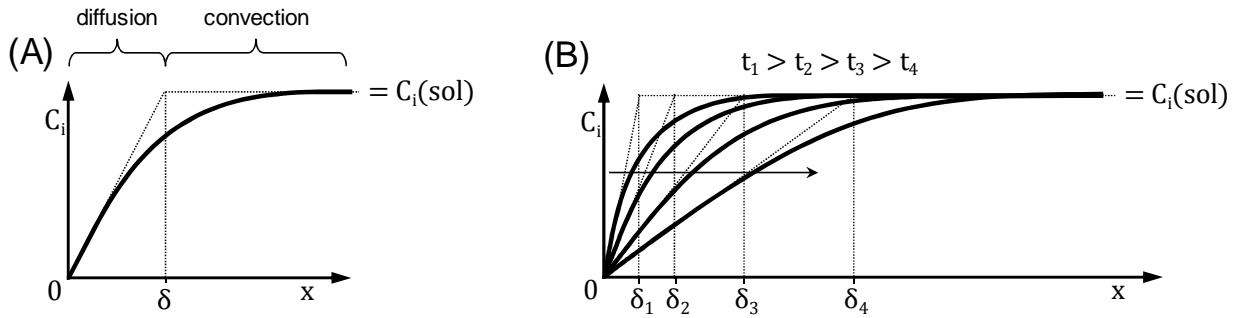 diffusion convection
(A)
Cᵢ
= Cᵢ(sol)
0
δ
x
(B)
t₁ > t₂ > t₃ > t₄
Cᵢ
= Cᵢ(sol)
0
δ₁ δ₂ δ₃ δ₄
x